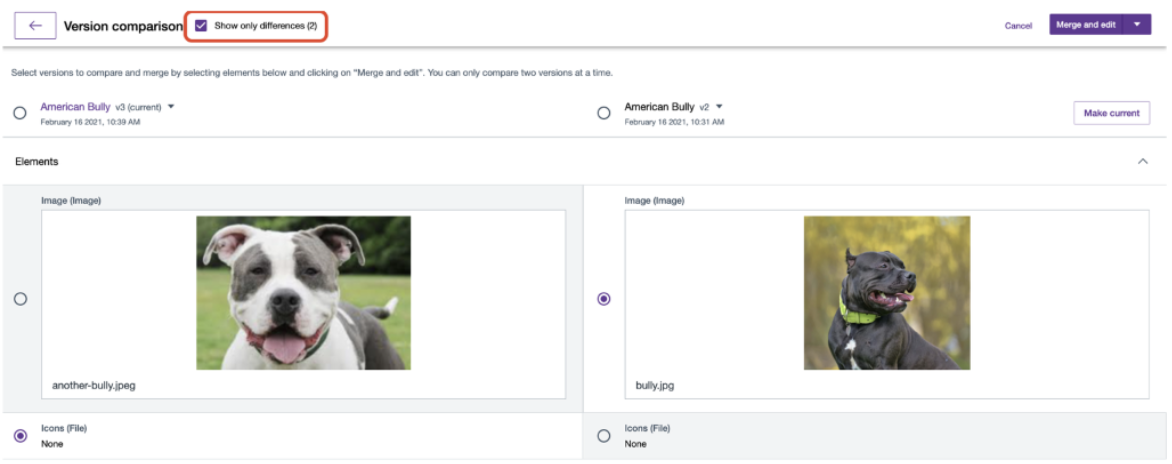 Version comparison
Show only differences (2)
Cancel
Merge and edit
Select versions to compare and merge by selecting elements below and clicking on "Merge and edit". You can only compare two versions at a time.
American Bully v3 (current)
February 16 2021, 10:39 AM
American Bully v2
February 16 2021, 10:31 AM
Make current
Elements
Image (Image)
another-bully.jpeg
Image (Image)
bully.jpg
Icons (File)
None
Icons (File)
None